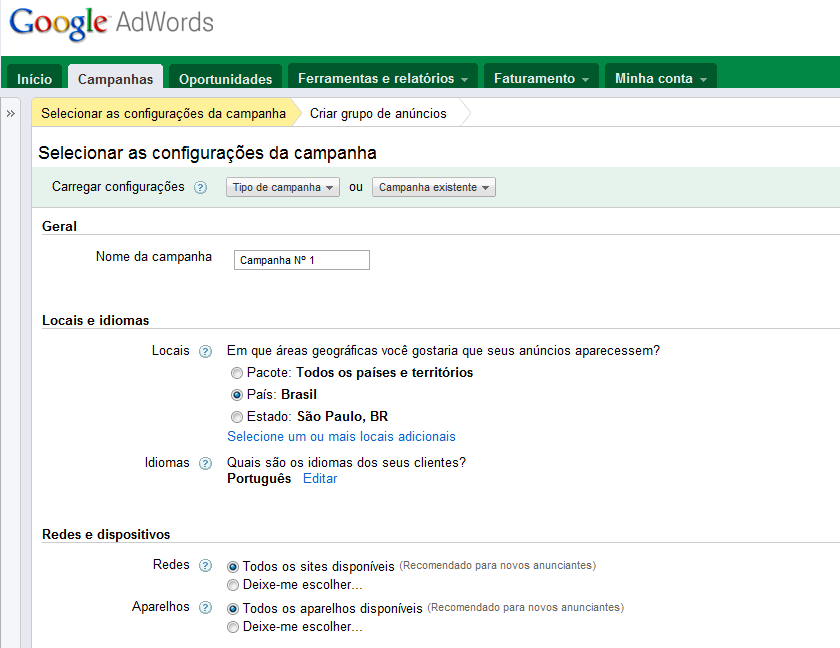 Google AdWords
Início Campanhas Oportunidades Ferramentas e relatórios Faturamento Minha conta
» Selecionar as configurações da campanha Criar grupo de anúncios
Selecionar as configurações da campanha
Carregar configurações ? Tipo de campanha ou Campanha existente
Geral
Nome da campanha Campanha Nº 1
Locais e idiomas
Locais ? Em que áreas geográficas você gostaria que seus anúncios aparecessem?
Pacote: Todos os países e territórios
País: Brasil
Estado: São Paulo, BR
Selecione um ou mais locais adicionais
Idiomas ? Quais são os idiomas dos seus clientes?
Português Editar
Redes e dispositivos
Redes ? Todos os sites disponíveis (Recomendado para novos anunciantes)
Deixe-me escolher...
Aparelhos ? Todos os aparelhos disponíveis (Recomendado para novos anunciantes)
Deixe-me escolher...